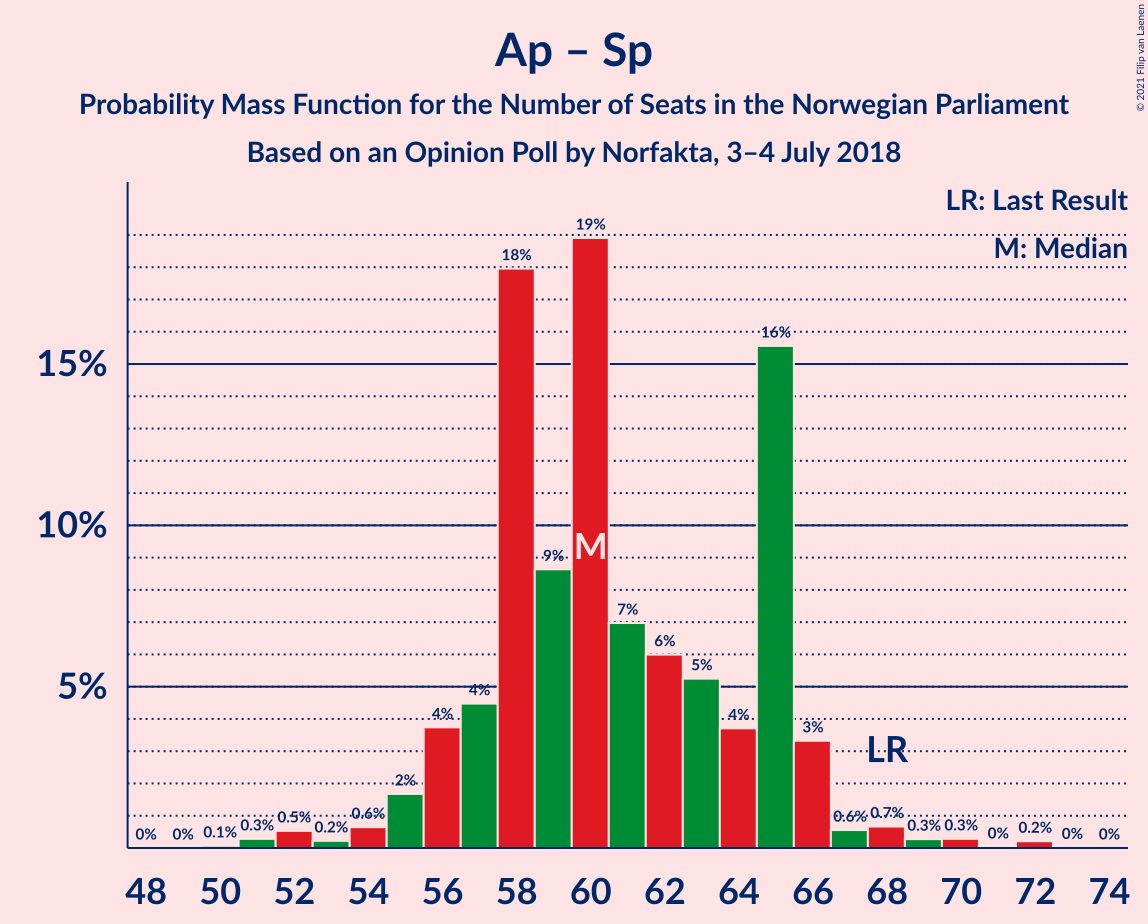 Ap – Sp
Probability Mass Function for the Number of Seats in the Norwegian Parliament
Based on an Opinion Poll by Norfakta, 3–4 July 2018
© 2021 Filip van Laenen
LR: Last Result
M: Median
15%
10%
5%
0% 0% 0.1% 0.3% 0.5% 0.2% 0.6% 2% 4% 4% 18% 9% 19% 7% 6% 5% 4% 16% 3% 0.6% 0.7% 0.3% 0.3% 0% 0.2% 0% 0%
M
LR
48 50 52 54 56 58 60 62 64 66 68 70 72 74